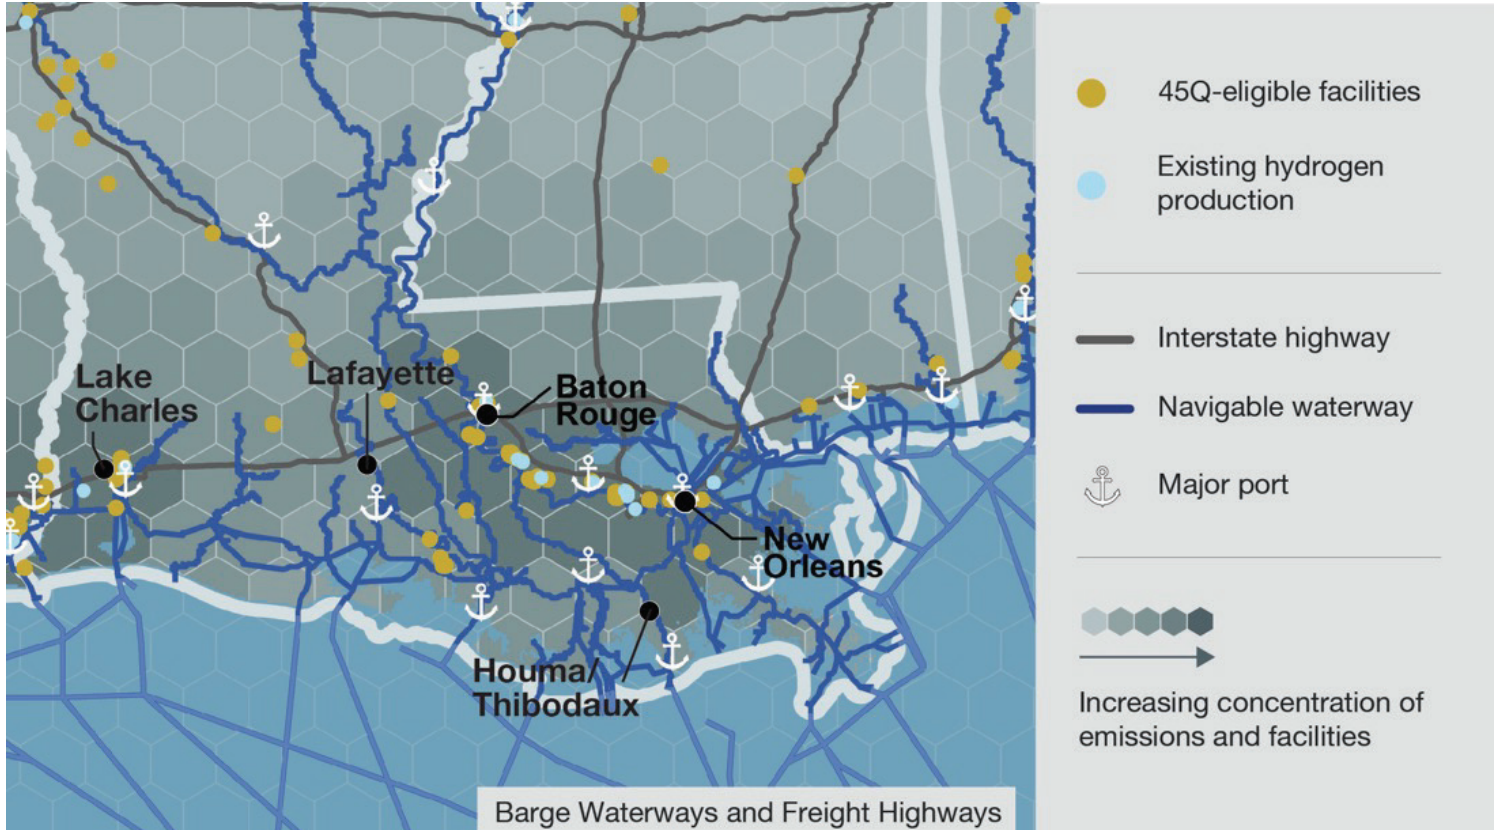 Lake
Charles
Lafayette
Baton
Rouge
New
Orleans
Houma/
Thibodaux
Barge Waterways and Freight Highways
45Q-eligible facilities
Existing hydrogen
production
Interstate highway
Navigable waterway
Major port
Increasing concentration of
emissions and facilities